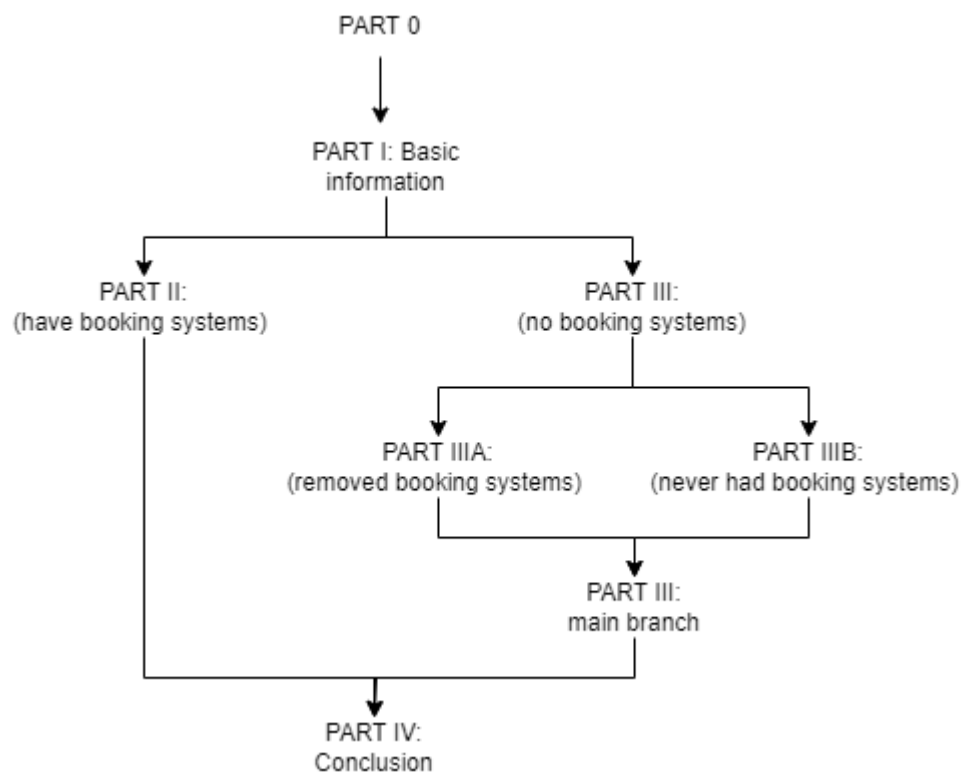 PART 0
PART I: Basic
information
PART II:
(have booking systems)
PART III:
(no booking systems)
PART IIIA:
(removed booking systems)
PART IIIB:
(never had booking systems)
PART III:
main branch
PART IV:
Conclusion